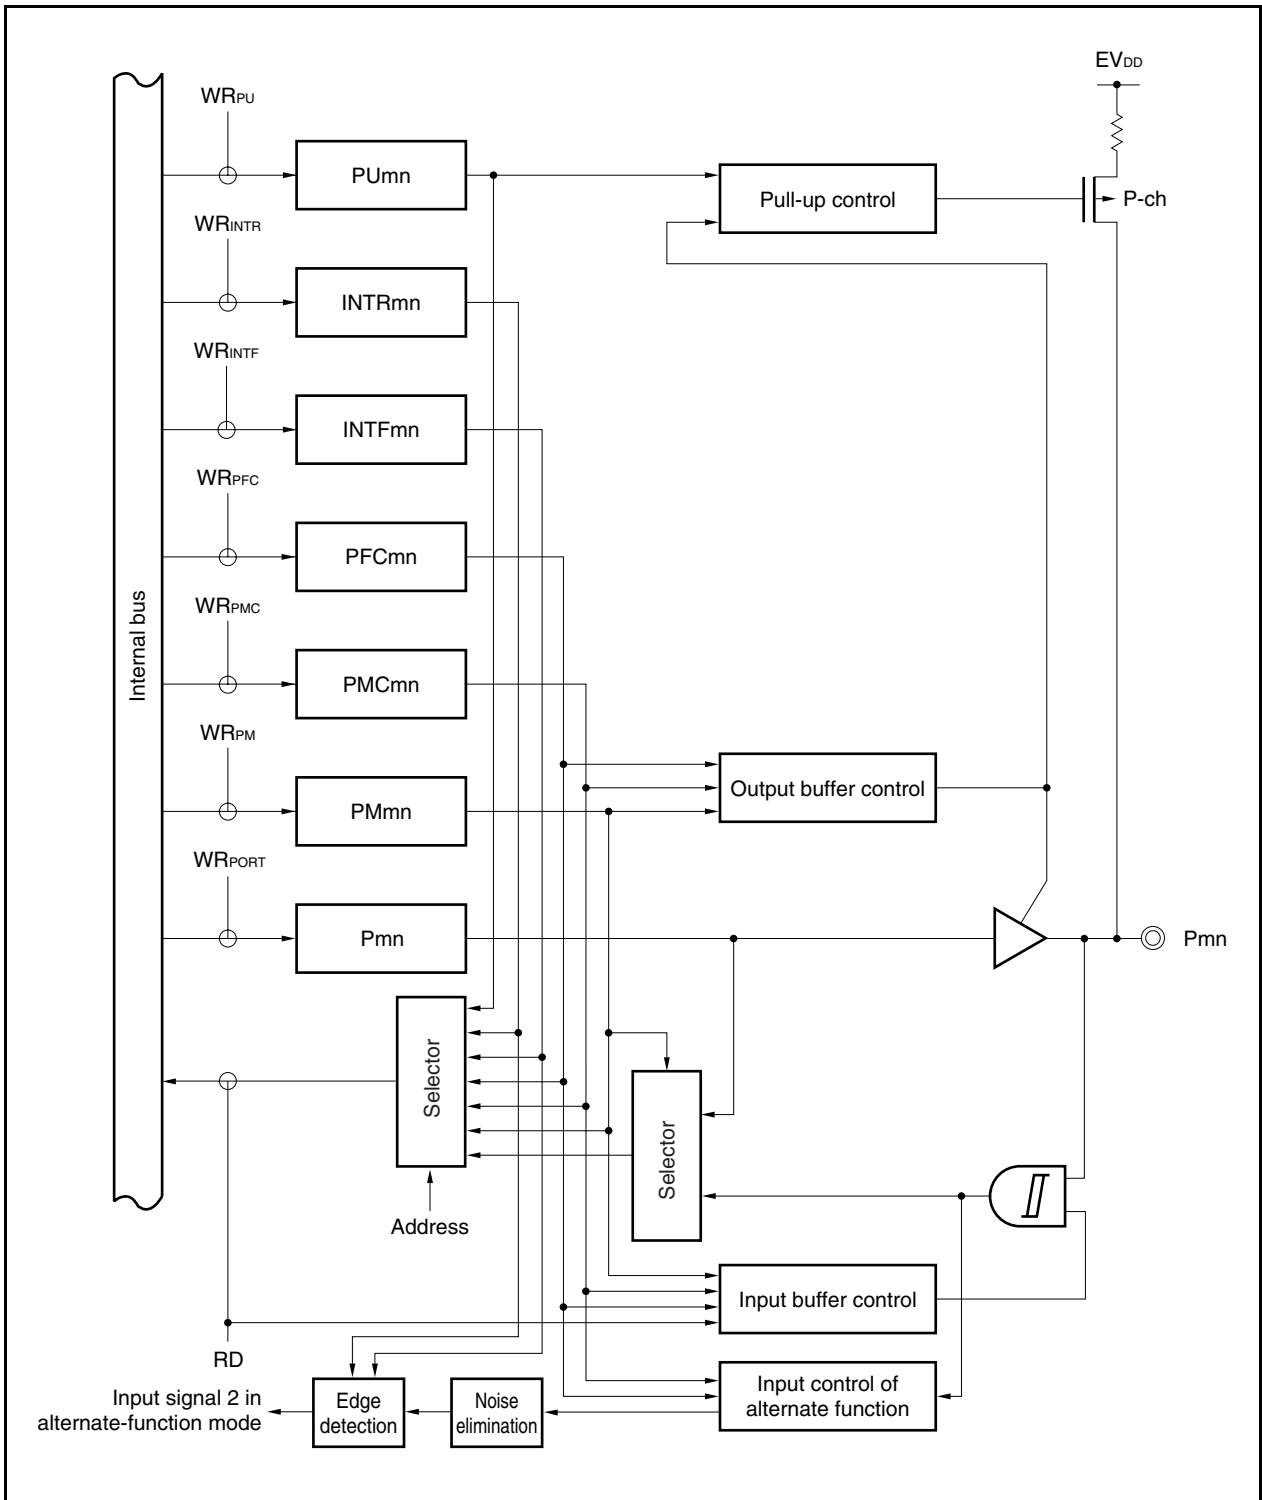 EVDD
WRPU
PUmn
Pull-up control
P-ch
WRINTR
INTRmn
WRINTF
INTFmn
WRPFC
PFCmn
Internal bus
WRPMC
PMCmn
WRPM
PMmn
Output buffer control
WRPORT
Pmn
Pmn
Selector
Selector
Address
Input buffer control
RD
Input signal 2 in
alternate-function mode
Edge
detection
Noise
elimination
Input control of
alternate function